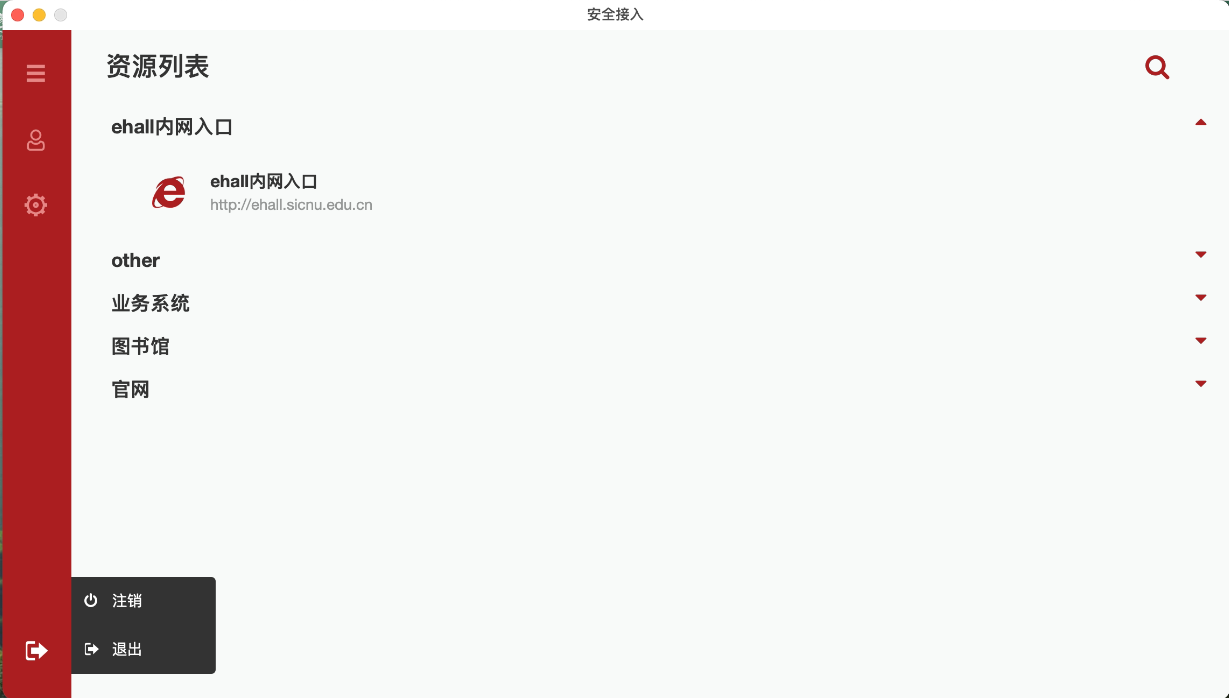 安全接入
资源列表
ehall内网入口
ehall内网入口
http://ehall.sicnu.edu.cn
other
业务系统
图书馆
官网
注销
退出